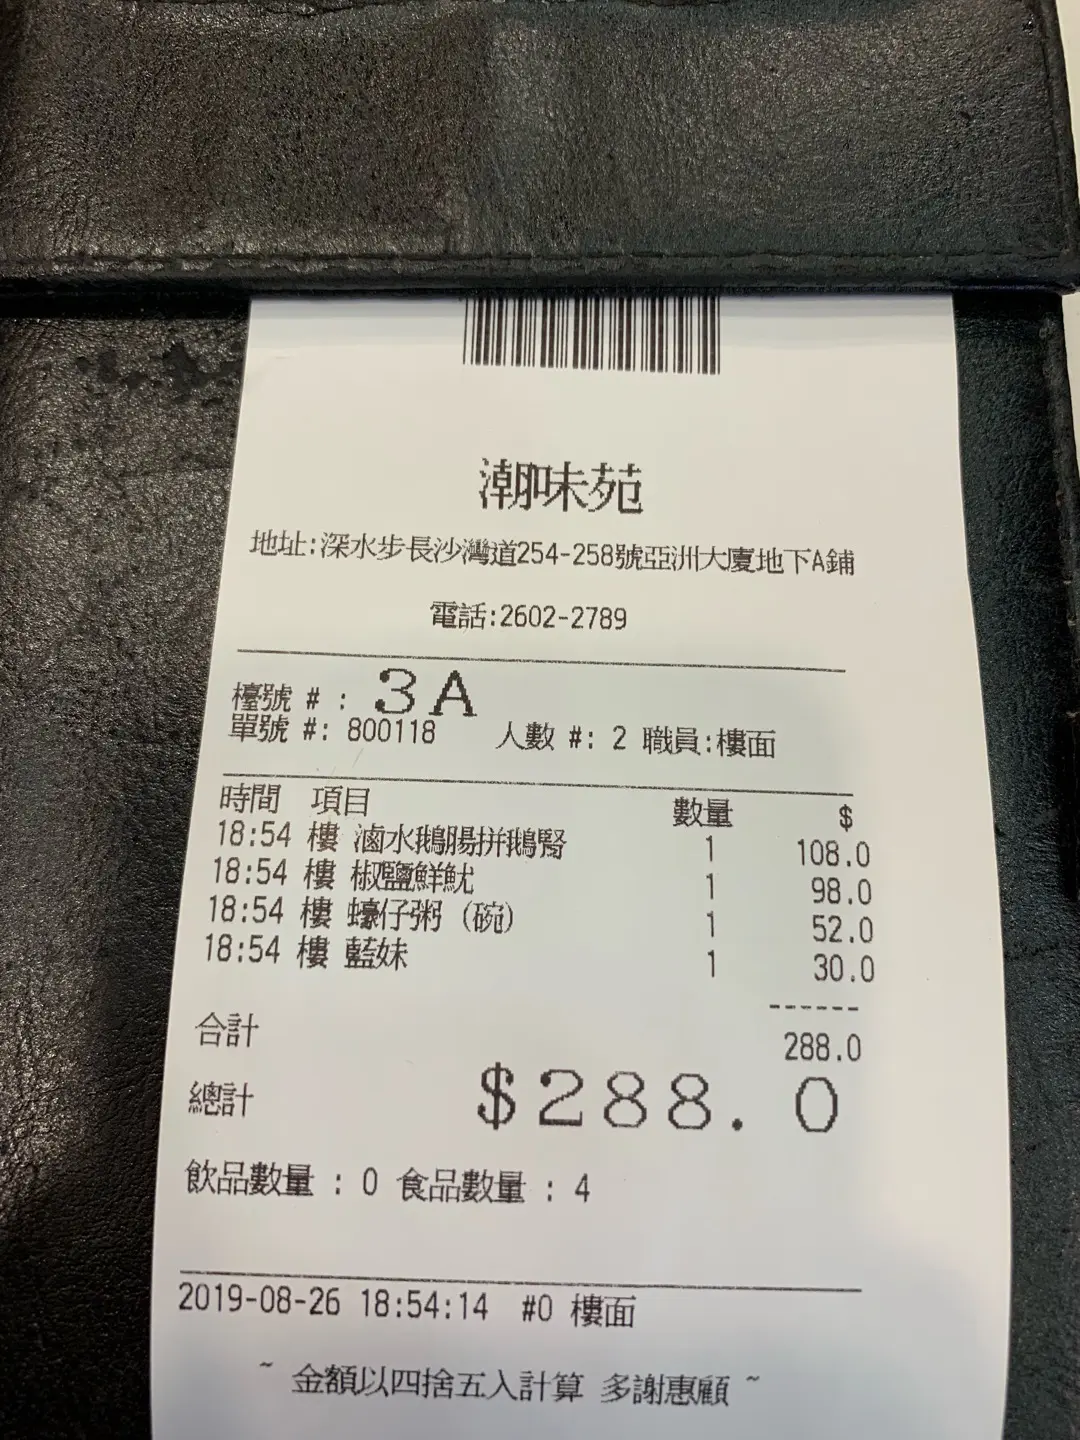 潮味苑
地址:深水步長沙灣道254-258號亞洲大廈地下A鋪
電話:2602-2789
檯號 # : 3A
單號 #: 800118 人數 #: 2 職員:樓面
時間 項目 數量 $
18:54 樓 滷水鵝腸拼鵝腎 1 108.0
18:54 樓 椒鹽鮮魷 1 98.0
18:54 樓 蠔仔粥 (碗) 1 52.0
18:54 樓 藍妹 1 30.0
------
合計 288.0
總計 $288.0
飲品數量 : 0 食品數量 : 4
2019-08-26 18:54:14 #0 樓面
~ 金額以四捨五入計算 多謝惠顧 ~